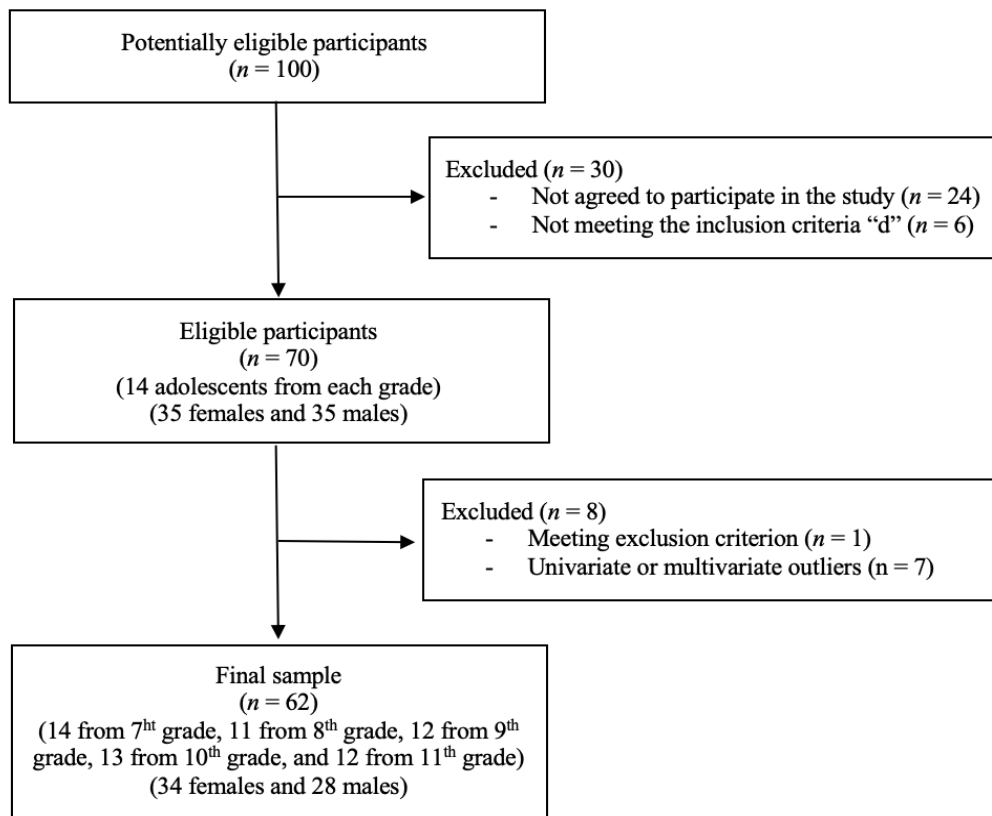 Potentially eligible participants
(n = 100)
Excluded (n = 30)
- Not agreed to participate in the study (n = 24)
- Not meeting the inclusion criteria “d” (n = 6)
Eligible participants
(n = 70)
(14 adolescents from each grade)
(35 females and 35 males)
Excluded (n = 8)
- Meeting exclusion criterion (n = 1)
- Univariate or multivariate outliers (n = 7)
Final sample
(n = 62)
(14 from 7ht grade, 11 from 8th grade, 12 from 9th
grade, 13 from 10th grade, and 12 from 11th grade)
(34 females and 28 males)